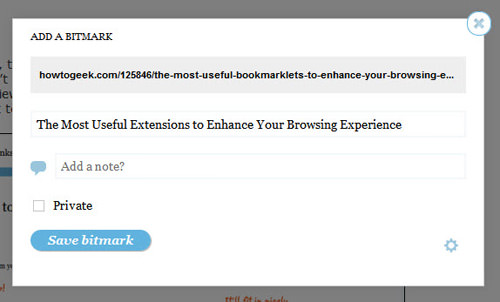 ADD A BITMARK
howtogeek.com/125846/the-most-useful-bookmarklets-to-enhance-your-browsing-e...
The Most Useful Extensions to Enhance Your Browsing Experience
Add a note?
Private
Save bitmark